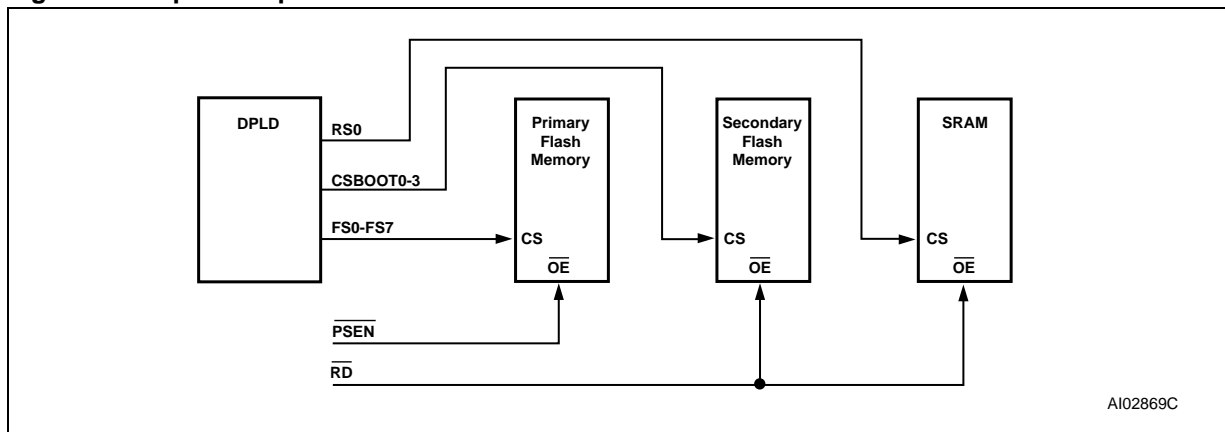 DPLD
RS0
CSBOOT0-3
FS0-FS7
Primary
Flash
Memory
CS
OE
Secondary
Flash
Memory
CS
OE
SRAM
CS
OE
PSEN
RD
AI02869C